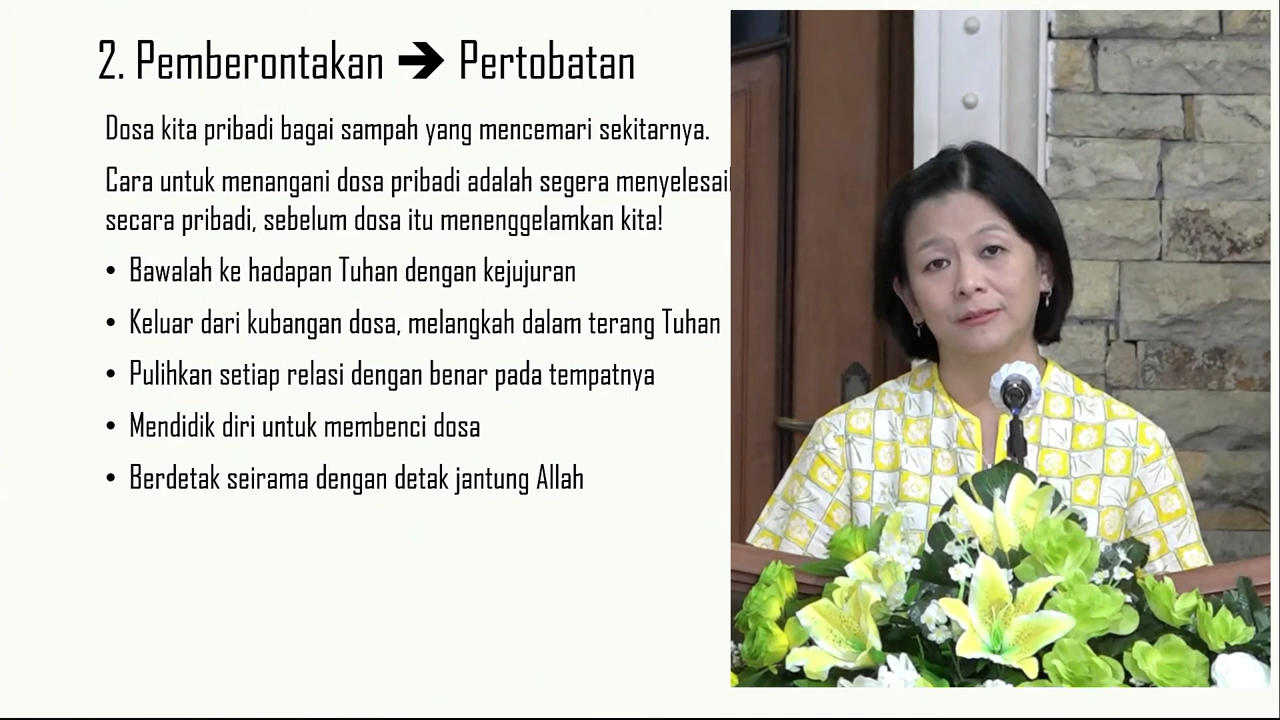 2. Pemberontakan ➔ Pertobatan
Dosa kita pribadi bagai sampah yang mencemari sekitarnya.
Cara untuk menangani dosa pribadi adalah segera
secara pribadi, sebelum dosa itu menenggelamkan kita!
• Bawalah ke hadapan Tuhan dengan kejujuran
• Keluar dari kubangan dosa, melangkah dalam terang Tuhan
• Pulihkan setiap relasi dengan benar pada tempatnya
• Mendidik diri untuk membenci dosa
• Berdetak seirama dengan detak jantung Allah